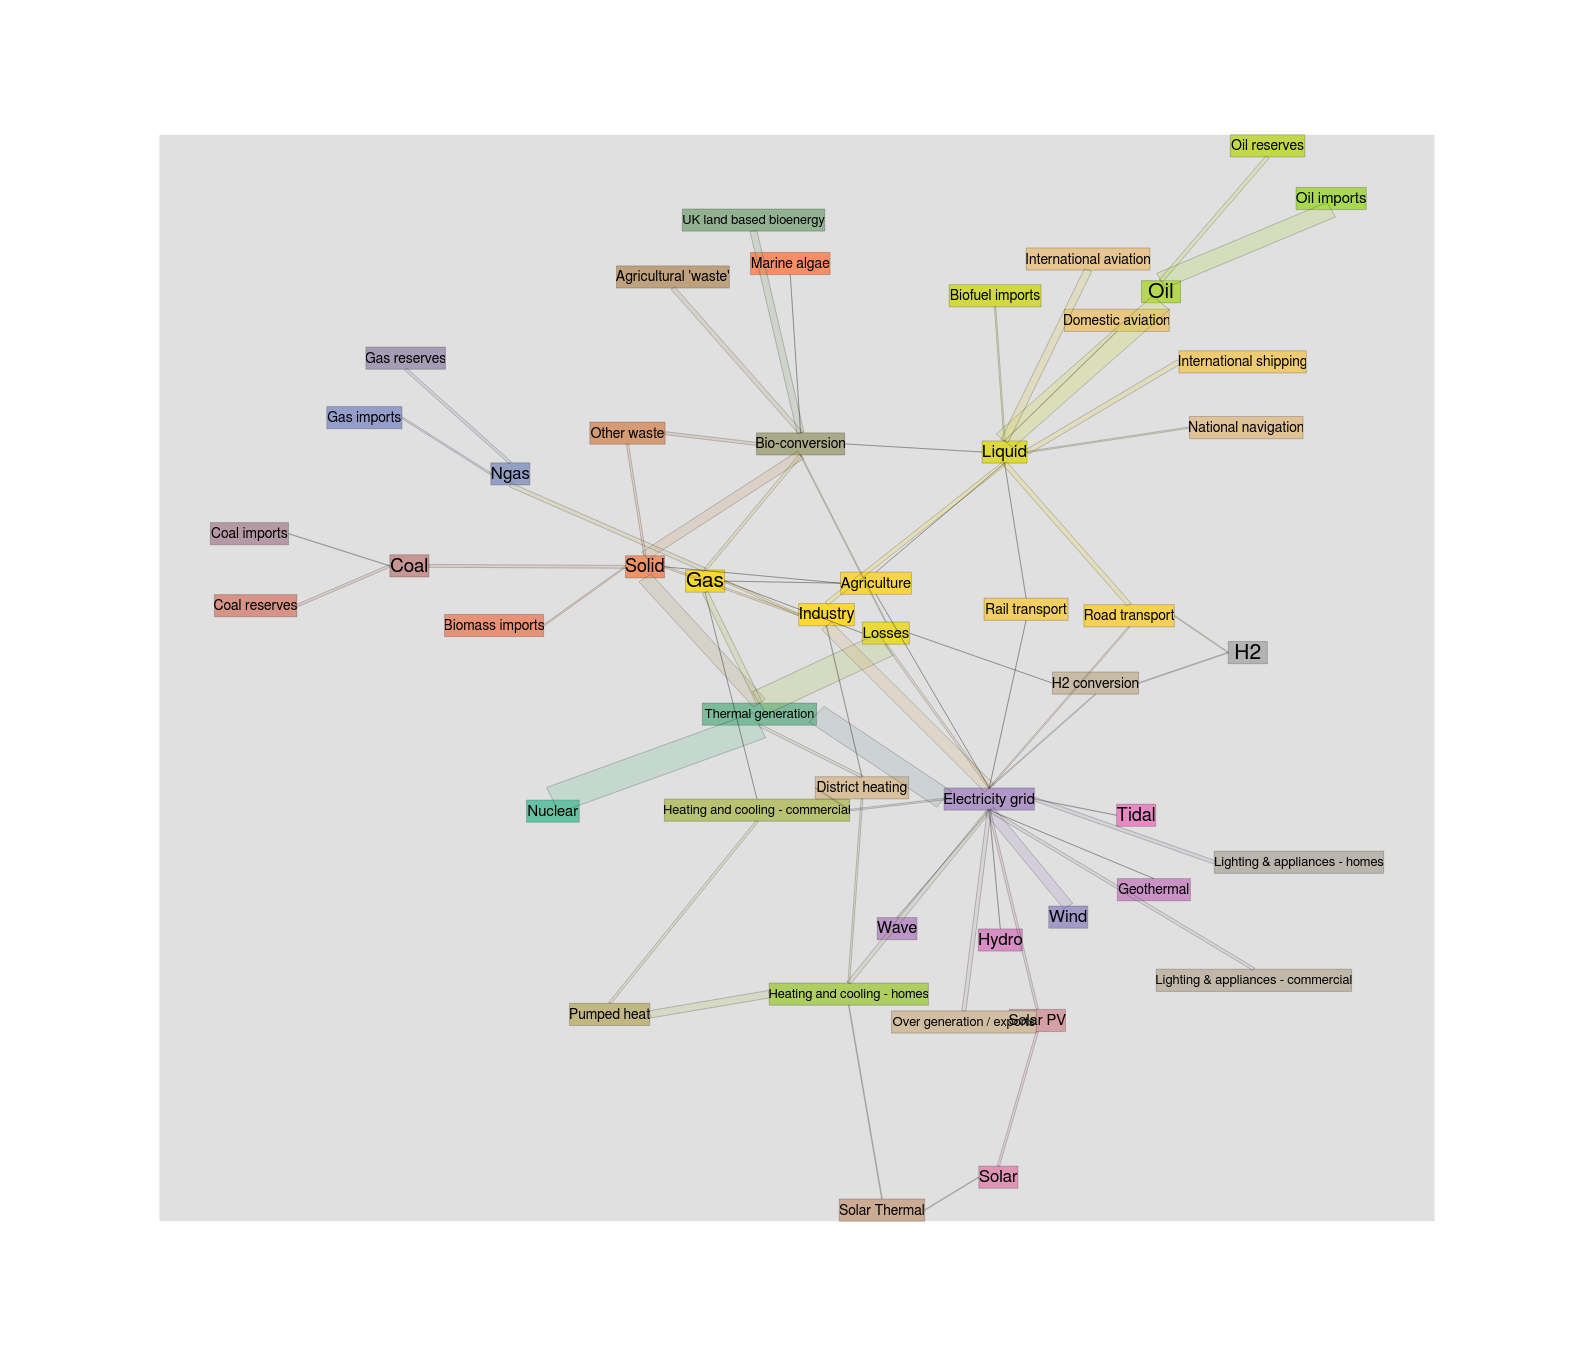 Oil reserves
Oil imports
UK land based bioenergy
International aviation
Marine algae
Agricultural 'waste'
Oil
Biofuel imports
Domestic aviation
Gas reserves
International shipping
Gas imports
National navigation
Other waste
Bio-conversion
Liquid
Ngas
Coal imports
Coal
Solid
Gas
Agriculture
Coal reserves
Rail transport
Industry
Road transport
Biomass imports
Losses
H2
H2 conversion
Thermal generation
District heating
Electricity grid
Nuclear
Heating and cooling - commercial
Tidal
Lighting & appliances - homes
Geothermal
Wind
Wave
Hydro
Lighting & appliances - commercial
Heating and cooling - homes
Pumped heat
Over generation / exports
Solar PV
Solar
Solar Thermal